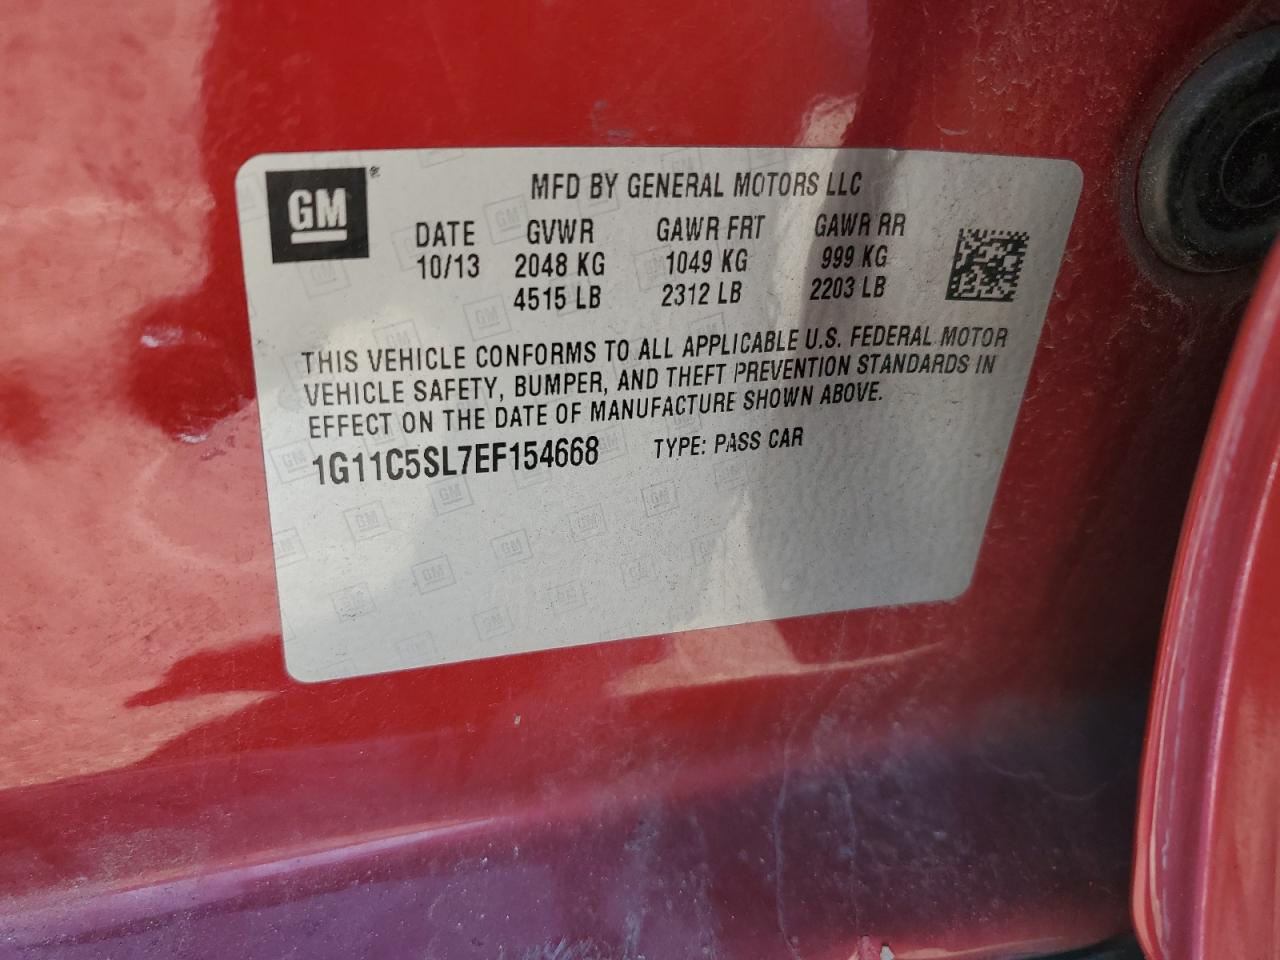 GM®
MFD BY GENERAL MOTORS LLC
DATE GVWR GAWR FRT GAWR RR
10/13 2048 KG 1049 KG 999 KG
4515 LB 2312 LB 2203 LB
THIS VEHICLE CONFORMS TO ALL APPLICABLE U.S. FEDERAL MOTOR
VEHICLE SAFETY, BUMPER, AND THEFT PREVENTION STANDARDS IN
EFFECT ON THE DATE OF MANUFACTURE SHOWN ABOVE.
1G11C5SL7EF154668 TYPE: PASS CAR